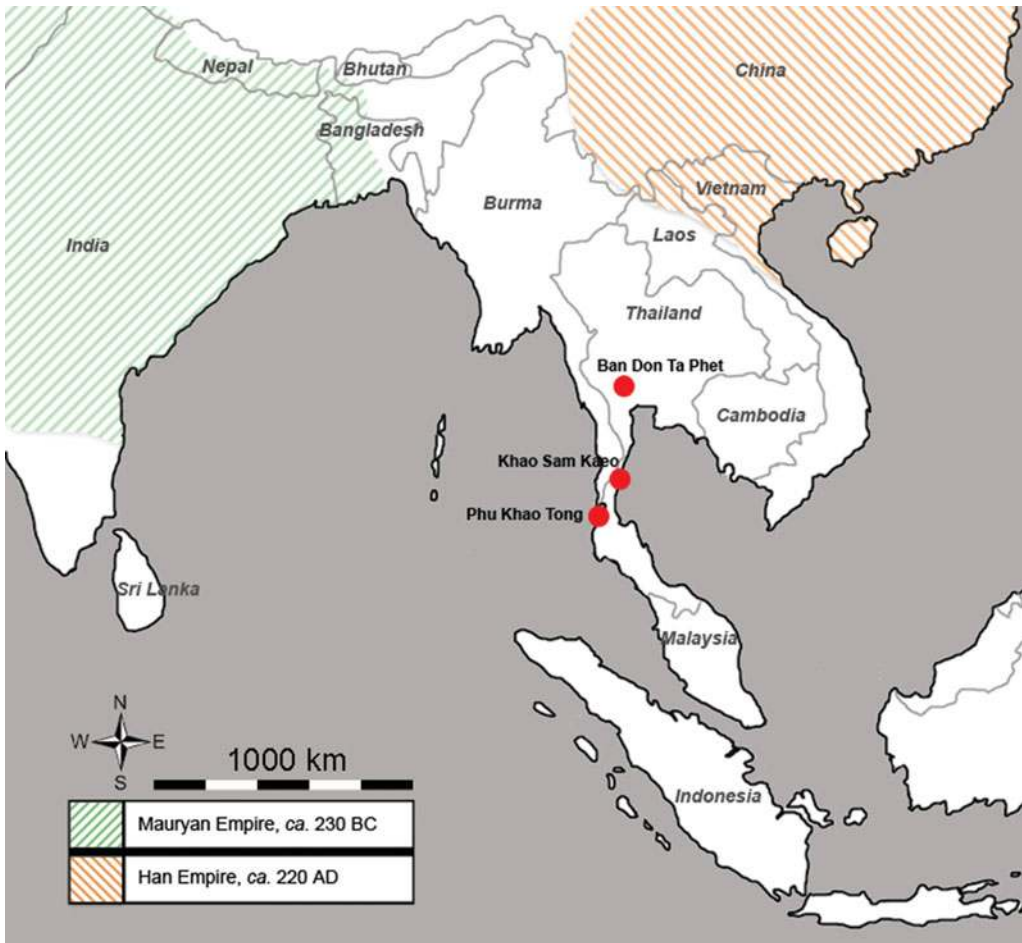 China
Nepal
Bhutan
Bangladesh
Vietnam
Burma
India
Laos
Thailand
Ban Don Ta Phet
Cambodia
Khao Sam Kaeo
Phu Khao Tong
Sri Lanka
Malaysia
N
W E
S
1000 km
Indonesia
Mauryan Empire, ca. 230 BC
Han Empire, ca. 220 AD